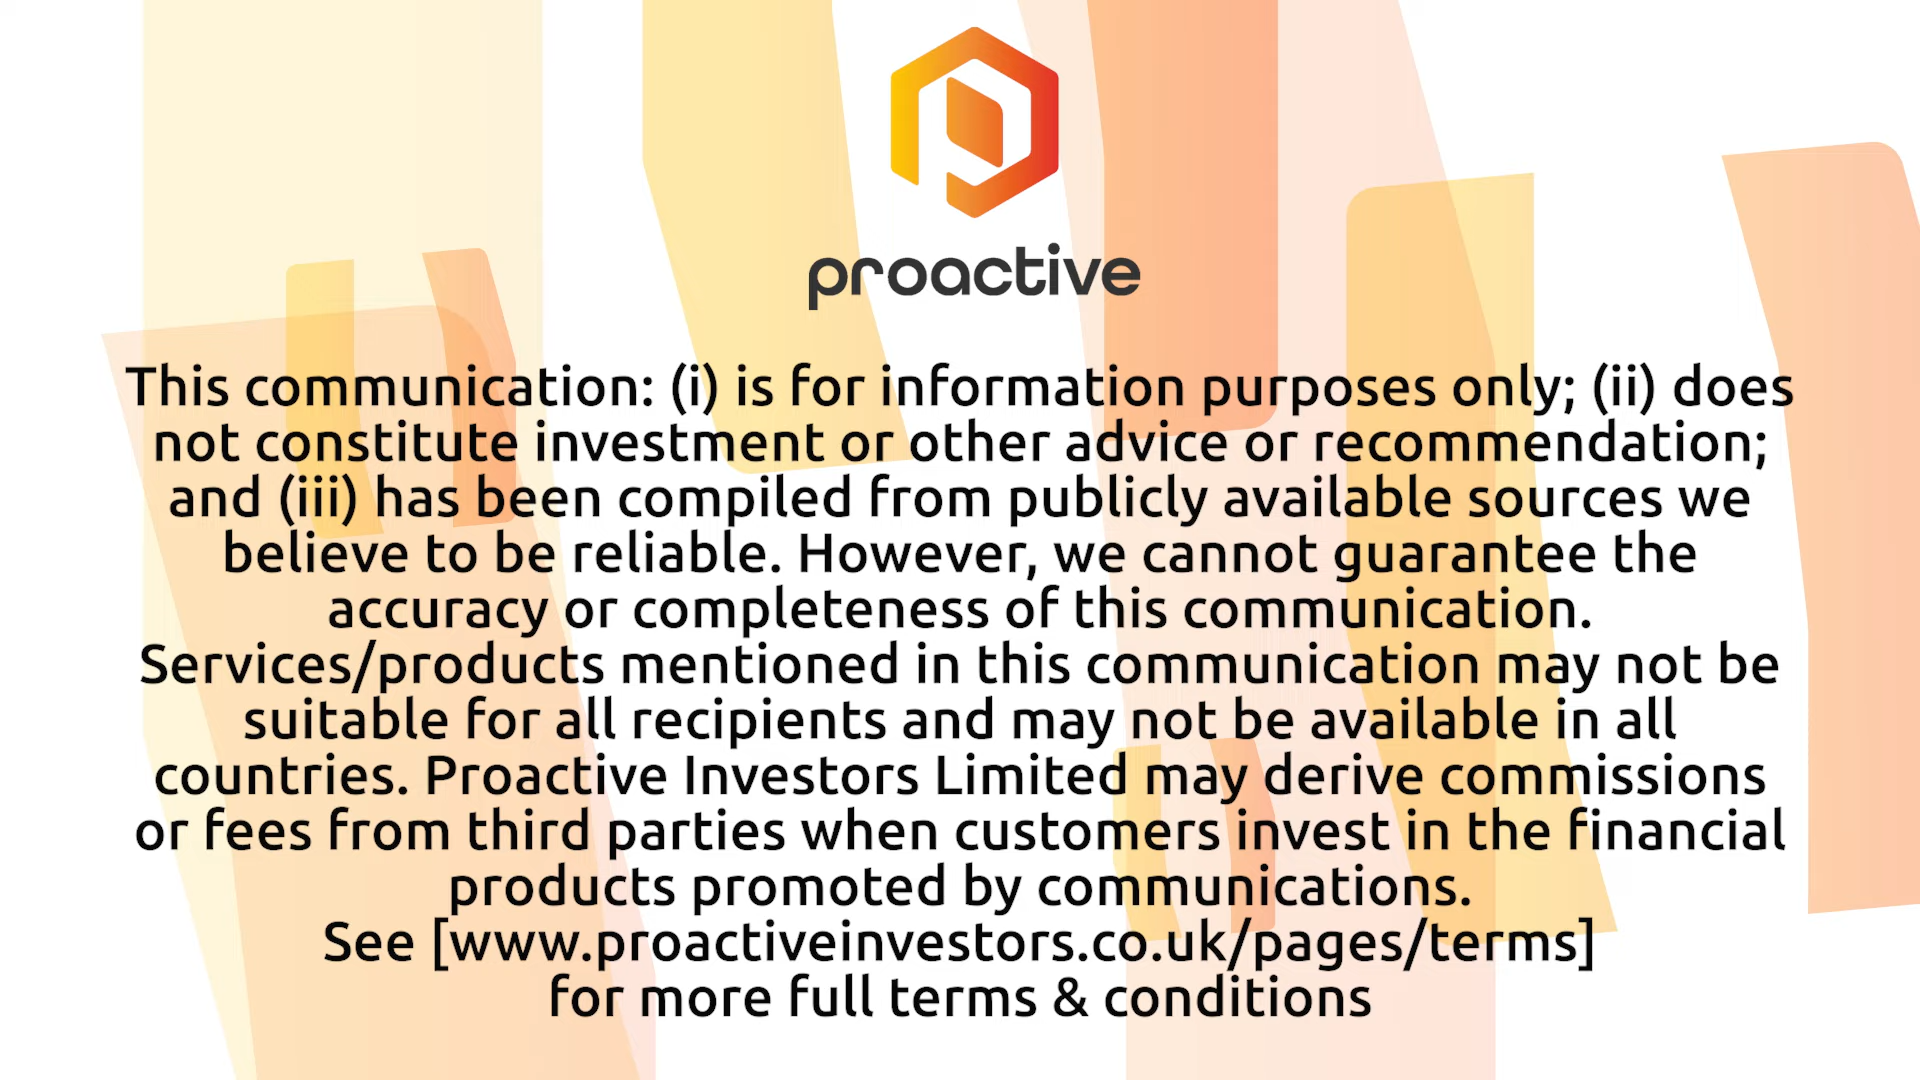 proactive
This communication: (i) is for information purposes only; (ii) does
not constitute investment or other advice or recommendation;
and (iii) has been compiled from publicly available sources we
believe to be reliable. However, we cannot guarantee the
accuracy or completeness of this communication.
Services/products mentioned in this communication may not be
suitable for all recipients and may not be available in all
countries. Proactive Investors Limited may derive commissions
or fees from third parties when customers invest in the financial
products promoted by communications.
See [www.proactiveinvestors.co.uk/pages/terms]
for more full terms & conditions